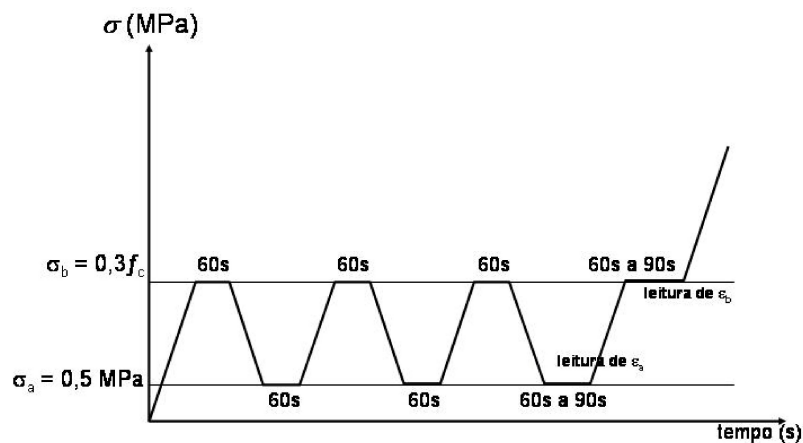 σ (MPa)
σb = 0,3fc
60s
60s
60s
60s a 90s
leitura de εb
leitura de εa
σa = 0,5 MPa
60s
60s
60s a 90s
tempo (s)